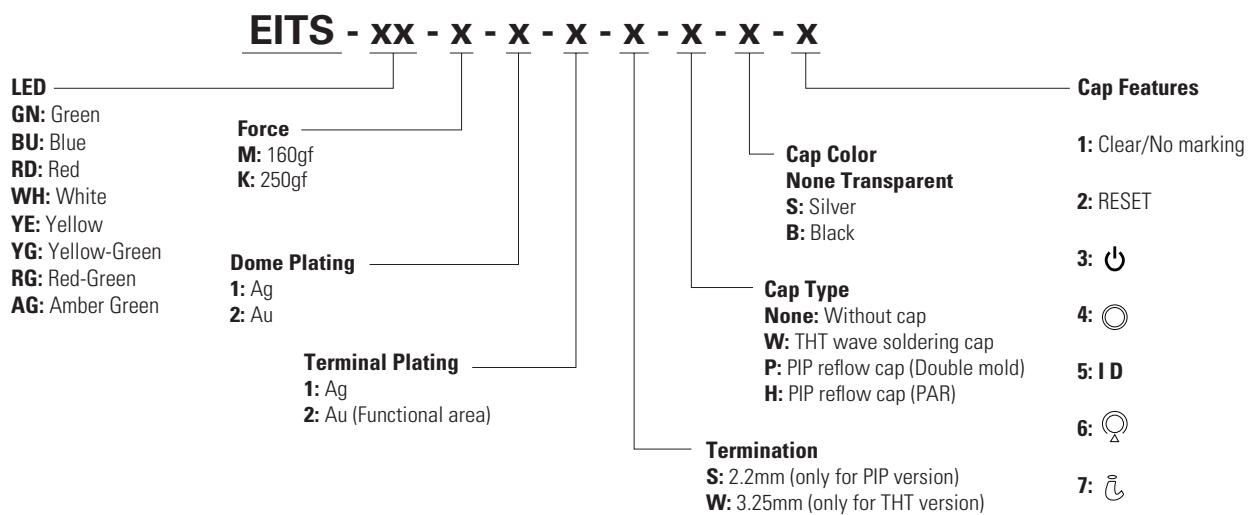 EITS - xx - x - x - x - x - x - x - x
LED
GN: Green
BU: Blue
RD: Red
WH: White
YE: Yellow
YG: Yellow-Green
RG: Red-Green
AG: Amber Green
Force
M: 160gf
K: 250gf
Dome Plating
1: Ag
2: Au
Terminal Plating
1: Ag
2: Au (Functional area)
Termination
S: 2.2mm (only for PIP version)
W: 3.25mm (only for THT version)
Cap Type
None: Without cap
W: THT wave soldering cap
P: PIP reflow cap (Double mold)
H: PIP reflow cap (PAR)
Cap Color
None Transparent
S: Silver
B: Black
Cap Features
1: Clear/No marking
2: RESET
3:
4:
5: I D
6:
7: